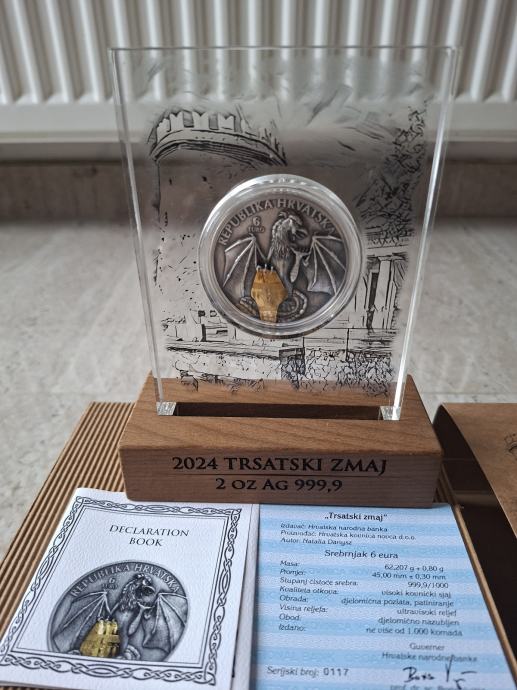 REPUBLIKA HRVATSKA
6
EURO
2024 TRSATSKI ZMAJ
2 OZ AG 999,9
DECLARATION
BOOK
REPUBLIKA HRVATSKA
6
„Trsatski zmaj”
Izdavač: Hrvatska narodna banka
Proizvođač: Hrvatska kovnica novca d.o.o.
Autor: Natalia Danysz
Srebrnjak 6 eura
Masa: 62,207 g + 0,80 g
Promjer: 45,00 mm ± 0,30 mm
Stupanj čistoće srebra: 999,9/1000
Kvaliteta otkova: visoki kovnički sjaj
Obrada: djelomična pozlata, patiniranje
Visina reljefa: ultravisoki reljef
Obod: djelomično nazubljen
Izdano: ne više od 1.000 komada
Guverner
Hrvatske narodne banke
Serijski broj: 0117